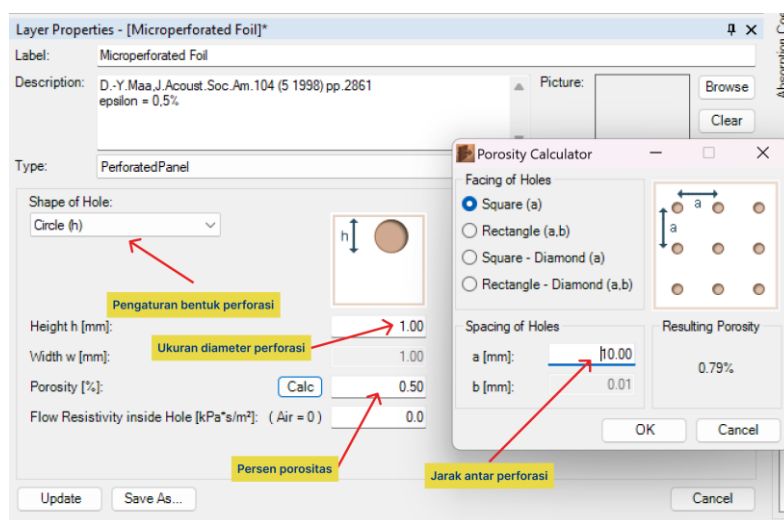 Layer Properties - [Microperforated Foil]*
Label: Microperforated Foil
Description: D.-Y.Maa,J.Acoust.Soc.Am.104 (5 1998) pp.2861
epsilon = 0,5%
Picture:
Browse
Clear
Type: PerforatedPanel
Shape of Hole:
Circle (h)
h
Pengaturan bentuk perforasi
Height h [mm]: 1.00
Ukuran diameter perforasi
Width w [mm]: 1.00
Porosity [%]: Calc 0.50
Flow Resistivity inside Hole [kPa*s/m²]: ( Air = 0 ) 0.0
Persen porositas
Update Save As... Cancel
Porosity Calculator
Facing of Holes
Square (a)
Rectangle (a,b)
Square - Diamond (a)
Rectangle - Diamond (a,b)
a
a
Spacing of Holes
a [mm]: 10.00
b [mm]: 0.01
Resulting Porosity
0.79%
OK Cancel
Jarak antar perforasi
Absorption